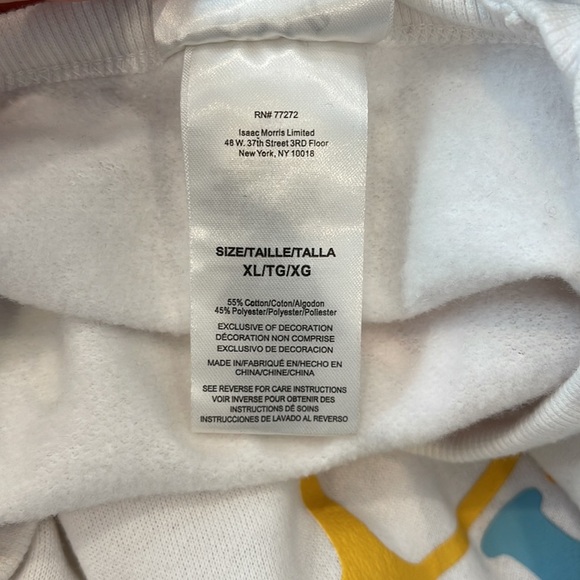 RN# 77272
Isaac Morris Limited
48 W. 37th Street 3RD Floor
New York, NY 10018
SIZE/TAILLE/TALLA
XL/TG/XG
55% Cotton/Coton/Algodon
45% Polyester/Polyester/Poliester
EXCLUSIVE OF DECORATION
DÉCORATION NON COMPRISE
EXCLUSIVO DE DECORACION
MADE IN/FABRIQUÉ EN/HECHO EN
CHINA/CHINE/CHINA
SEE REVERSE FOR CARE INSTRUCTIONS
VOIR INVERSE POUR OBTENIR DES
INSTRUCTIONS DE SOINS
INSTRUCCIONES DE LAVADO AL REVERSO